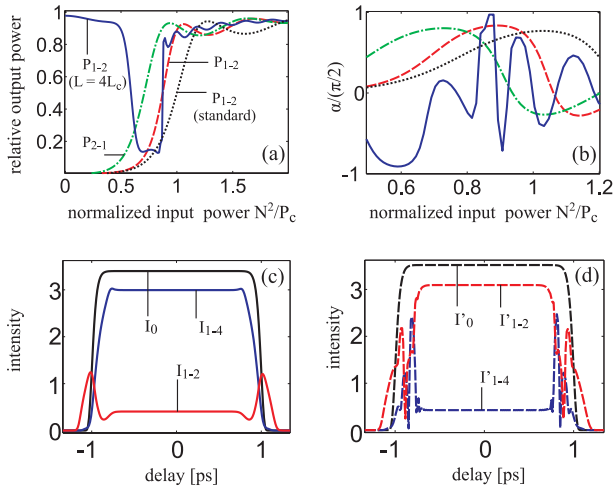 relative output power
1
0.8
0.6
0.4
0.2
0 0.5 1 1.5 2
P1-2
(L = 4Lc)
P2-1
P1-2
P1-2
(standard)
(a)
normalized input power N²/Pc
α/(π/2)
1
0
-1
0.6 0.8 1 1.2
(b)
normalized input power N²/Pc
intensity
3
2
1
0
-1 0 1
I0
I1-4
I1-2
(c)
delay [ps]
intensity
3
2
1
0
-1 0 1
I'0
I'1-2
I'1-4
(d)
delay [ps]